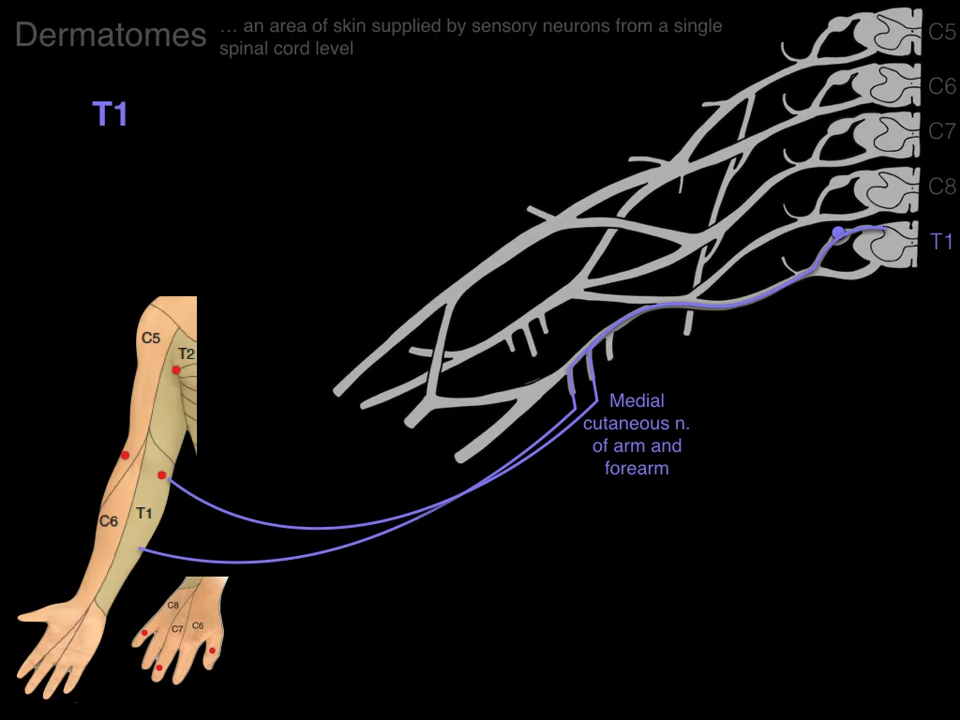 Dermatomes
… an area of skin supplied by sensory neurons from a single
spinal cord level
T1
C5
C6
C7
C8
T1
Medial
cutaneous n.
of arm and
forearm
C5
T2
C6
T1
C8
C7
C6